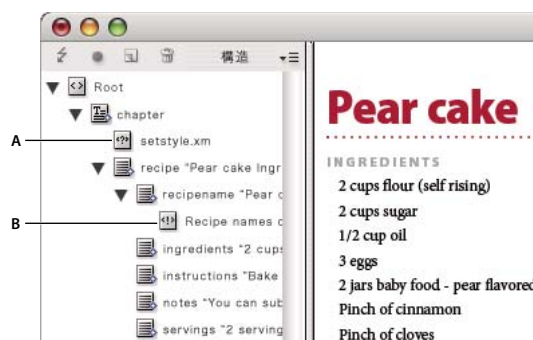 構造
Root
chapter
A
setstyle.xm
recipe "Pear cake Ingr
recipename "Pear c
B
Recipe names c
ingredients "2 cups
instructions "Bake
notes "You can sub
servings "2 serving
Pear cake
INGREDIENTS
2 cups flour (self rising)
2 cups sugar
1/2 cup oil
3 eggs
2 jars baby food - pear flavored
Pinch of cinnamon
Pinch of cloves